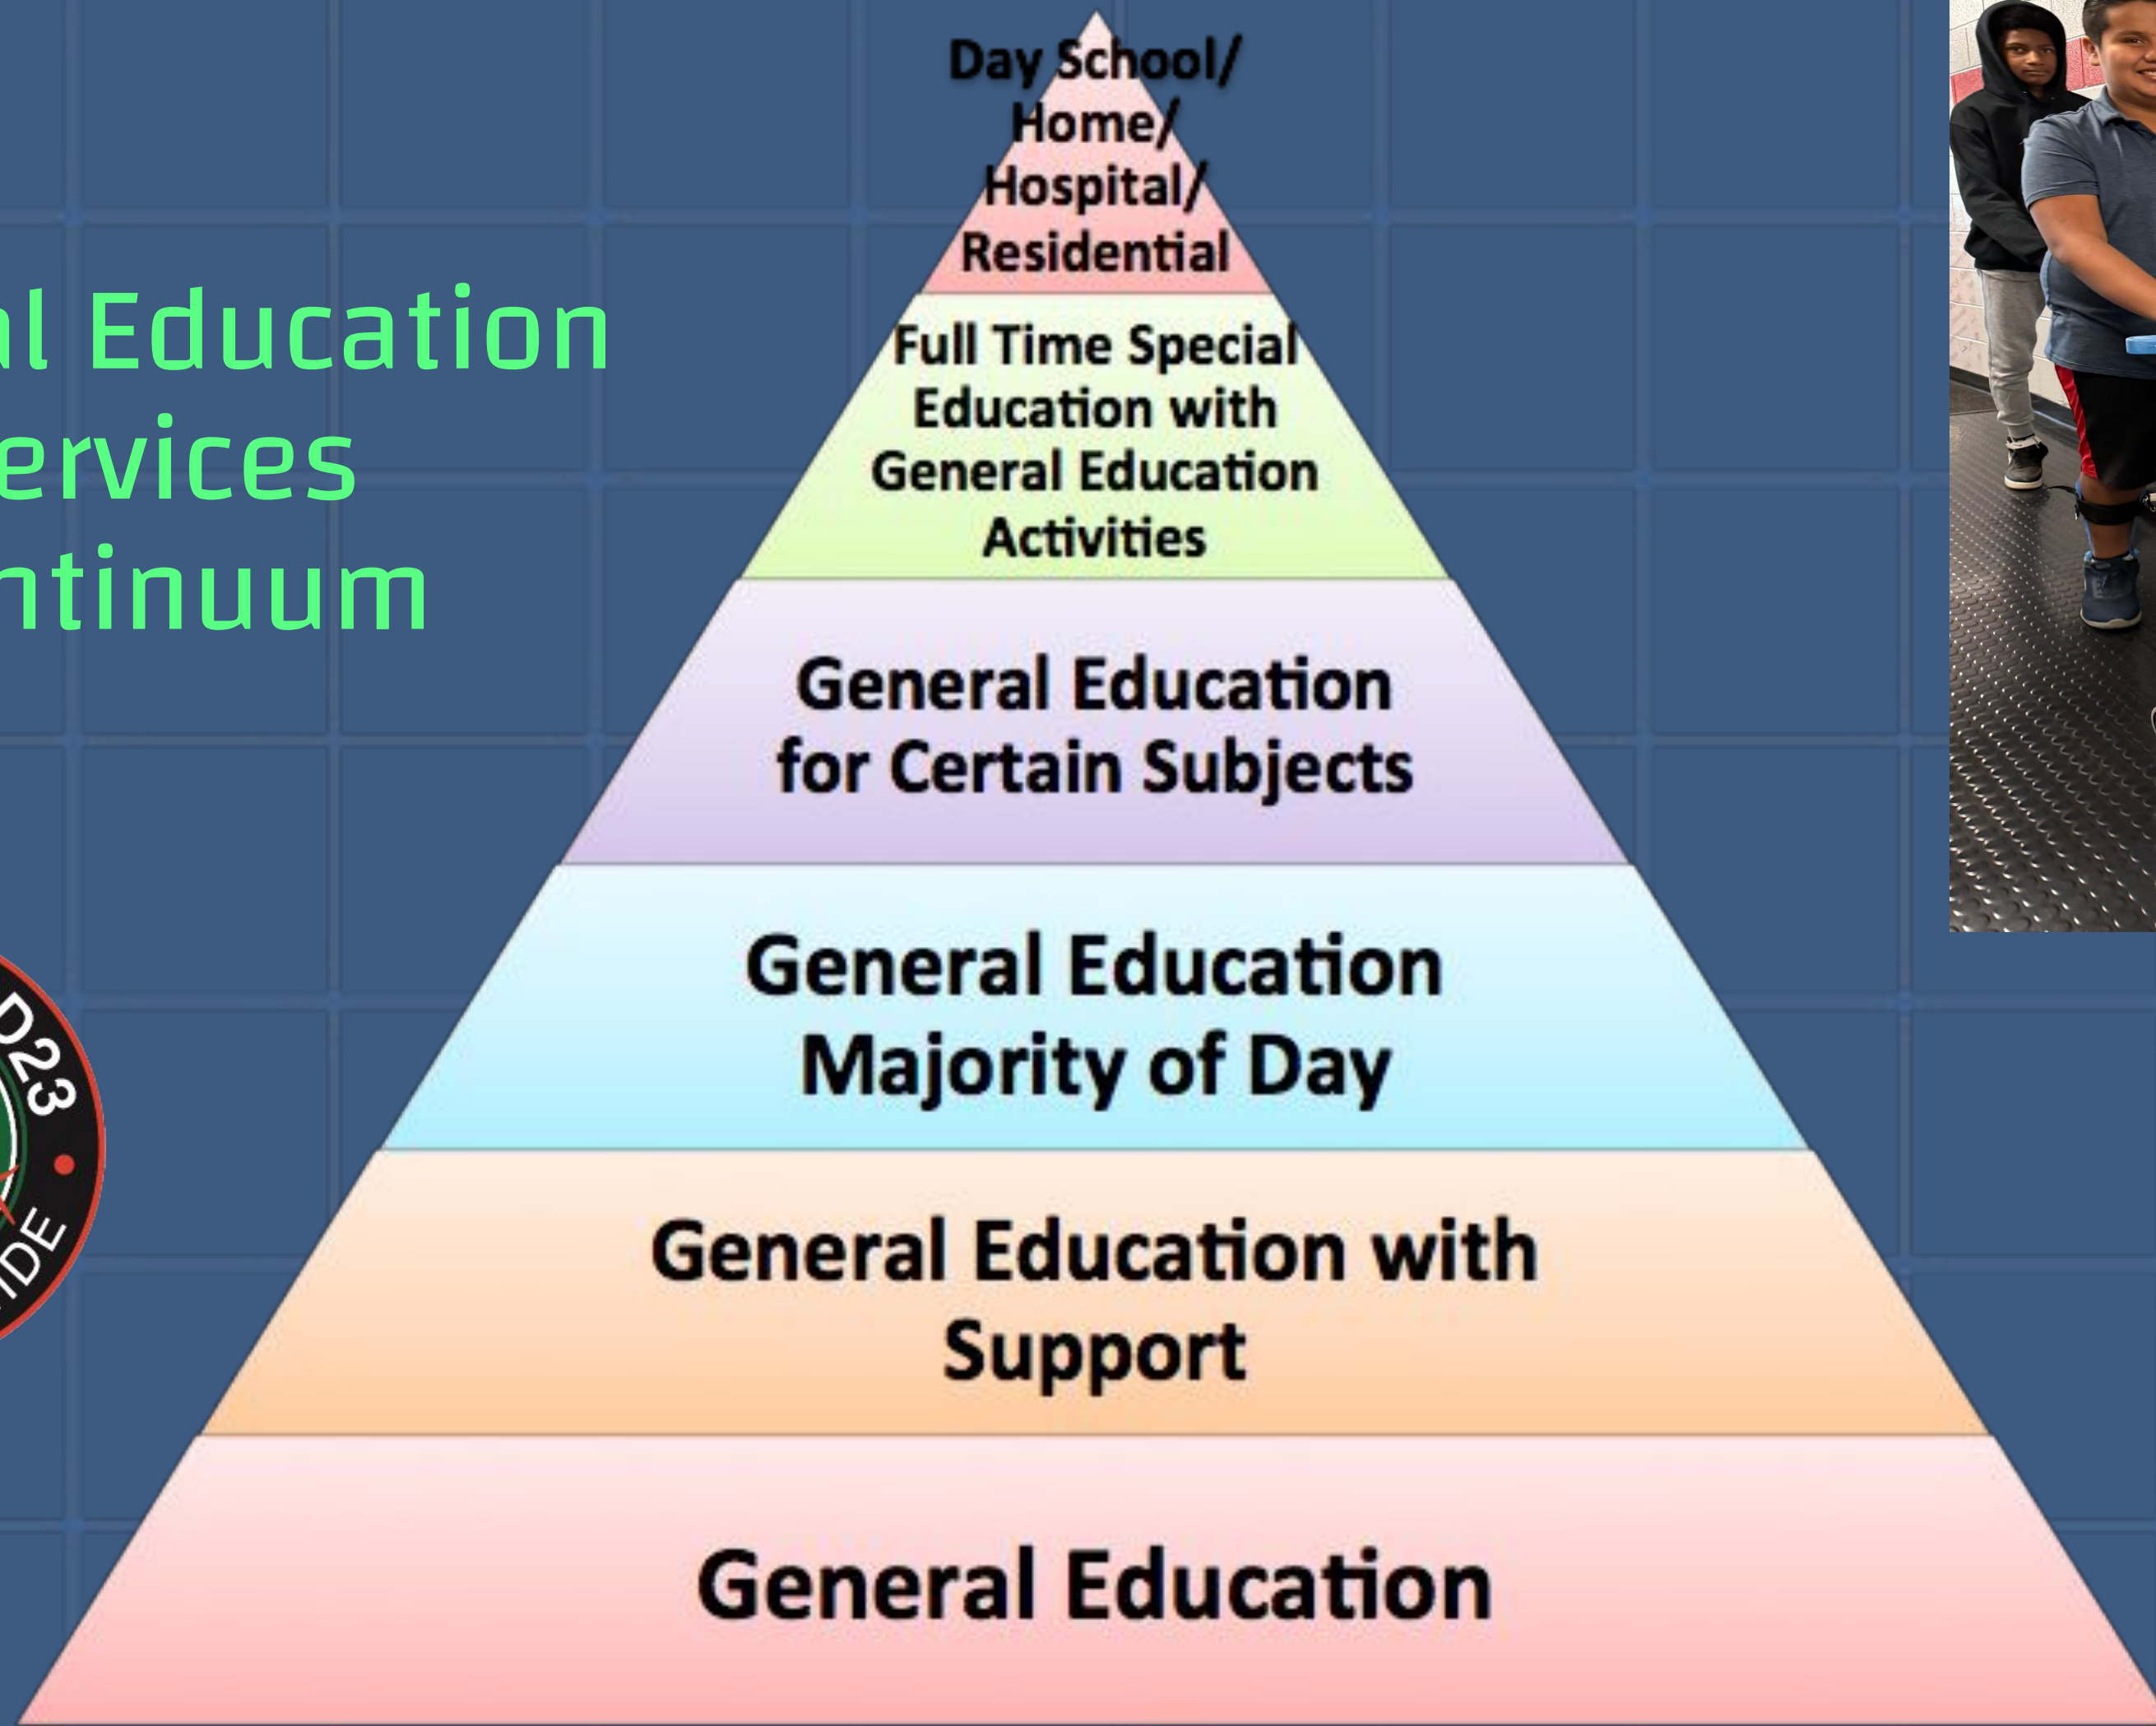 al Education
ervices
ntinuum
Day School/
Home/
Hospital/
Residential
Full Time Special
Education with
General Education
Activities
General Education
for Certain Subjects
General Education
Majority of Day
General Education with
Support
General Education
D23
IDE